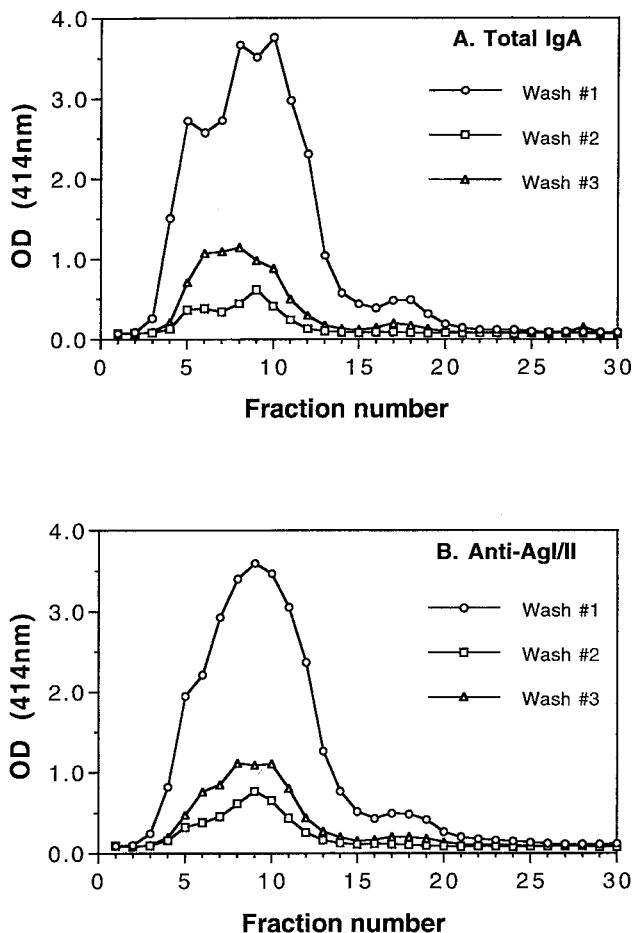 4.0
A. Total IgA
Wash #1
3.0
Wash #2
2.0
Wash #3
OD (414nm)
1.0
0.0
0 5 10 15 20 25 30
Fraction number
4.0
B. Anti-AgI/II
Wash #1
3.0
Wash #2
2.0
Wash #3
OD (414nm)
1.0
0.0
0 5 10 15 20 25 30
Fraction number